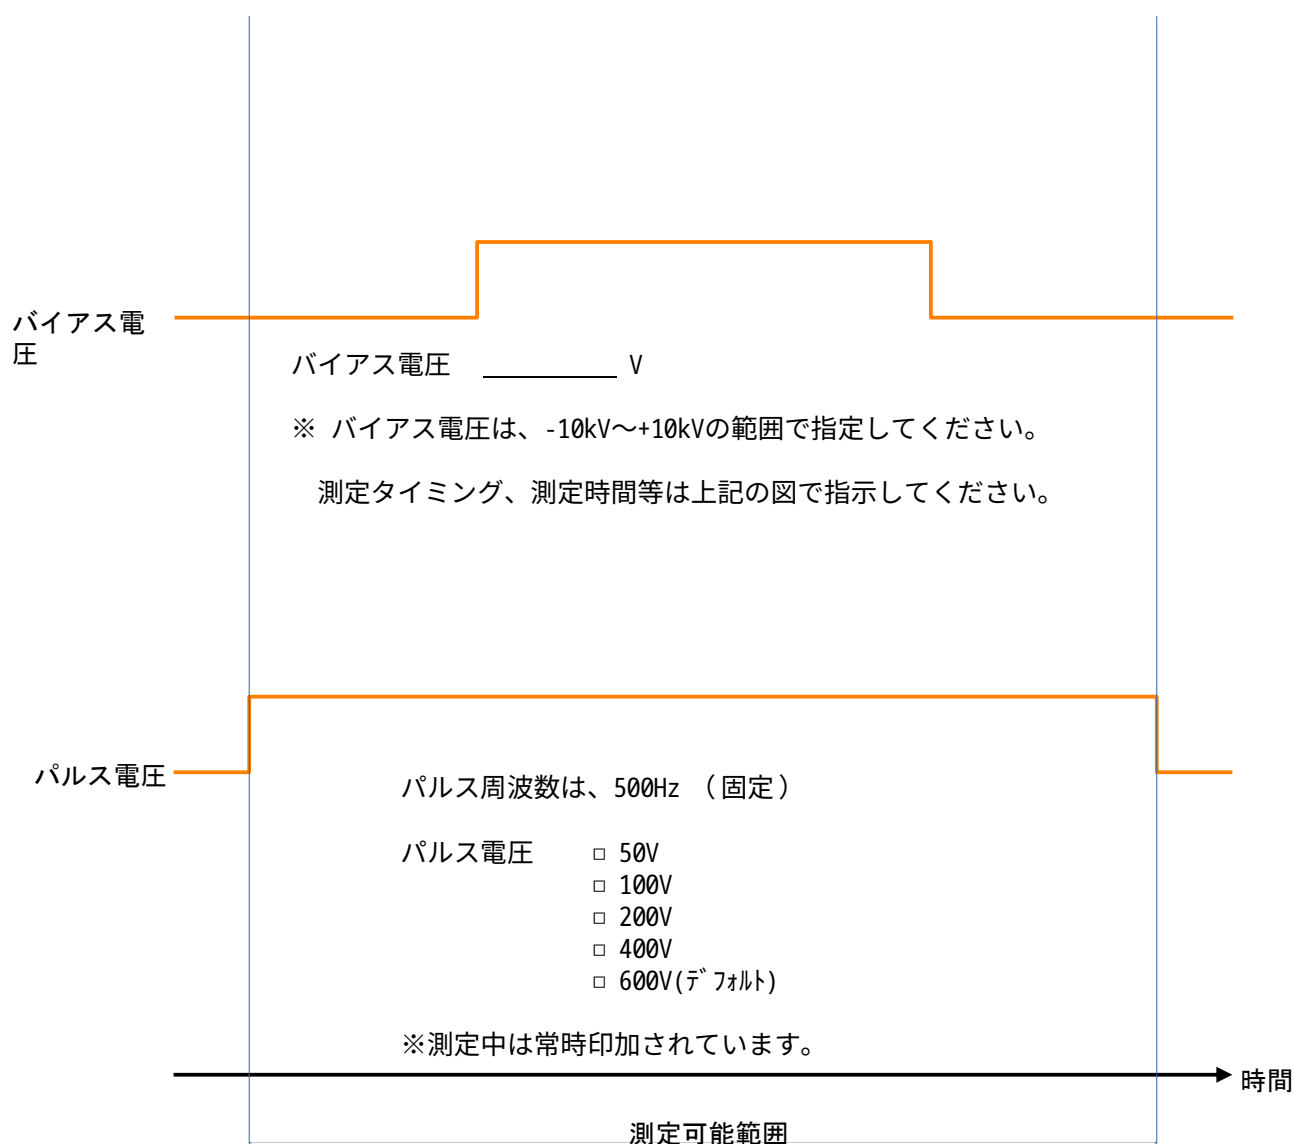 バイアス電
圧
バイアス電圧 __________ V
※ バイアス電圧は、-10kV～+10kVの範囲で指定してください。
測定タイミング、測定時間等は上記の図で指示してください。
パルス電圧
パルス周波数は、500Hz （固定）
パルス電圧 □ 50V
□ 100V
□ 200V
□ 400V
□ 600V(ﾃﾞﾌｫﾙﾄ)
※測定中は常時印加されています。
時間
測定可能範囲